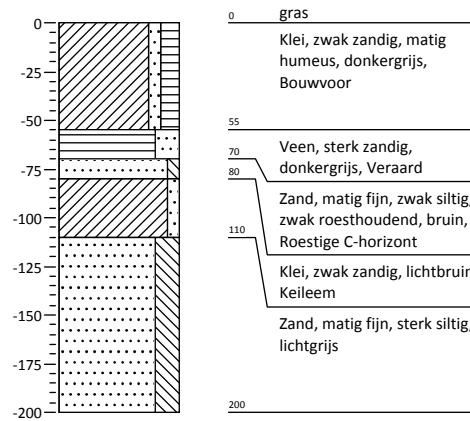 0
-25
-50
-75
-100
-125
-150
-175
-200
0
gras
Klei, zwak zandig, matig
humeus, donkergrijs,
Bouwvoor
55
Veen, sterk zandig,
donkergrijs, Veraard
70
Zand, matig fijn, zwak siltig,
zwak roesthoudend, bruin,
Roestige C-horizont
80
Klei, zwak zandig, lichtbruin
Keileem
110
Zand, matig fijn, sterk siltig,
lichtgrijs
200